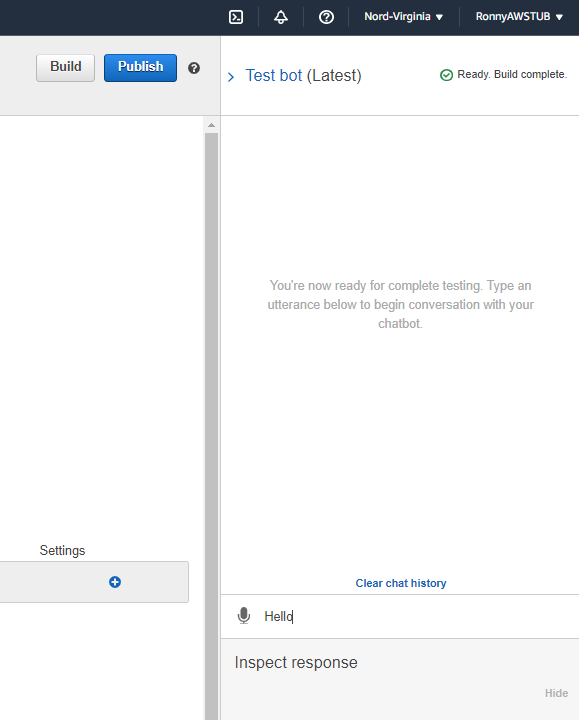 Nord-Virginia
RonnyAWSTUB
Build
Publish
Test bot (Latest)
Ready. Build complete.
You're now ready for complete testing. Type an
utterance below to begin conversation with your
chatbot.
Settings
Clear chat history
Hello
Inspect response
Hide